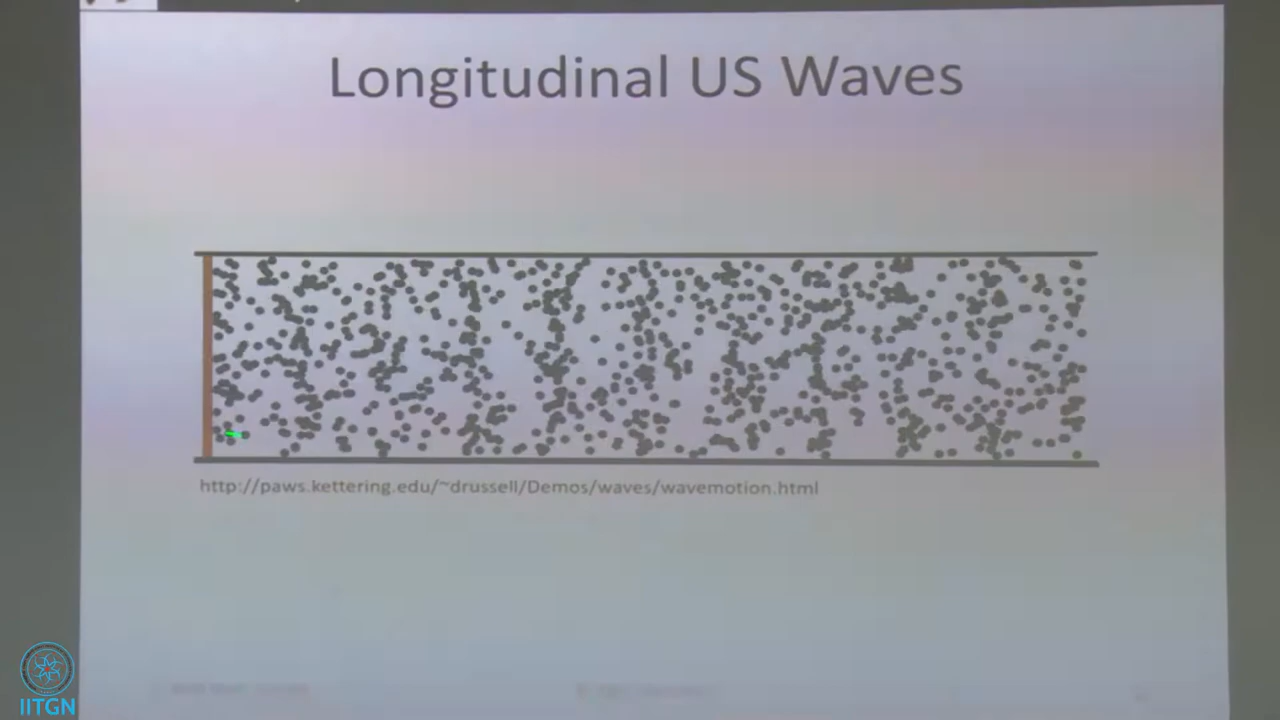 Longitudinal US Waves
http://paws.kettering.edu/~drussell/Demos/waves/wavemotion.html
IITGN